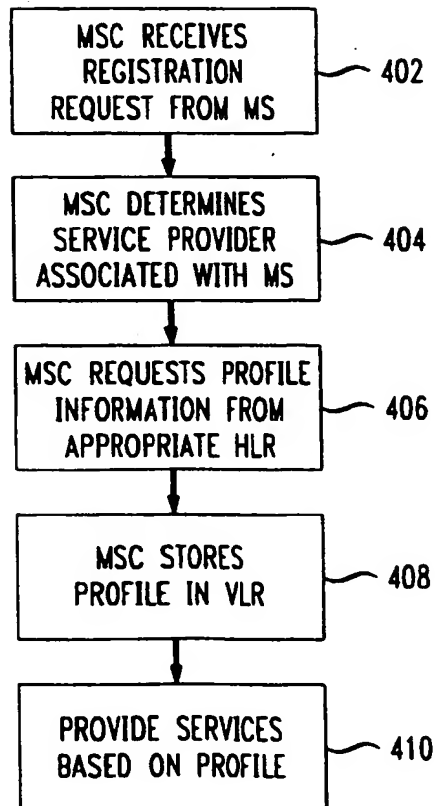 MSC RECEIVES
REGISTRATION
REQUEST FROM MS
402
MSC DETERMINES
SERVICE PROVIDER
ASSOCIATED WITH MS
404
MSC REQUESTS PROFILE
INFORMATION FROM
APPROPRIATE HLR
406
MSC STORES
PROFILE IN VLR
408
PROVIDE SERVICES
BASED ON PROFILE
410